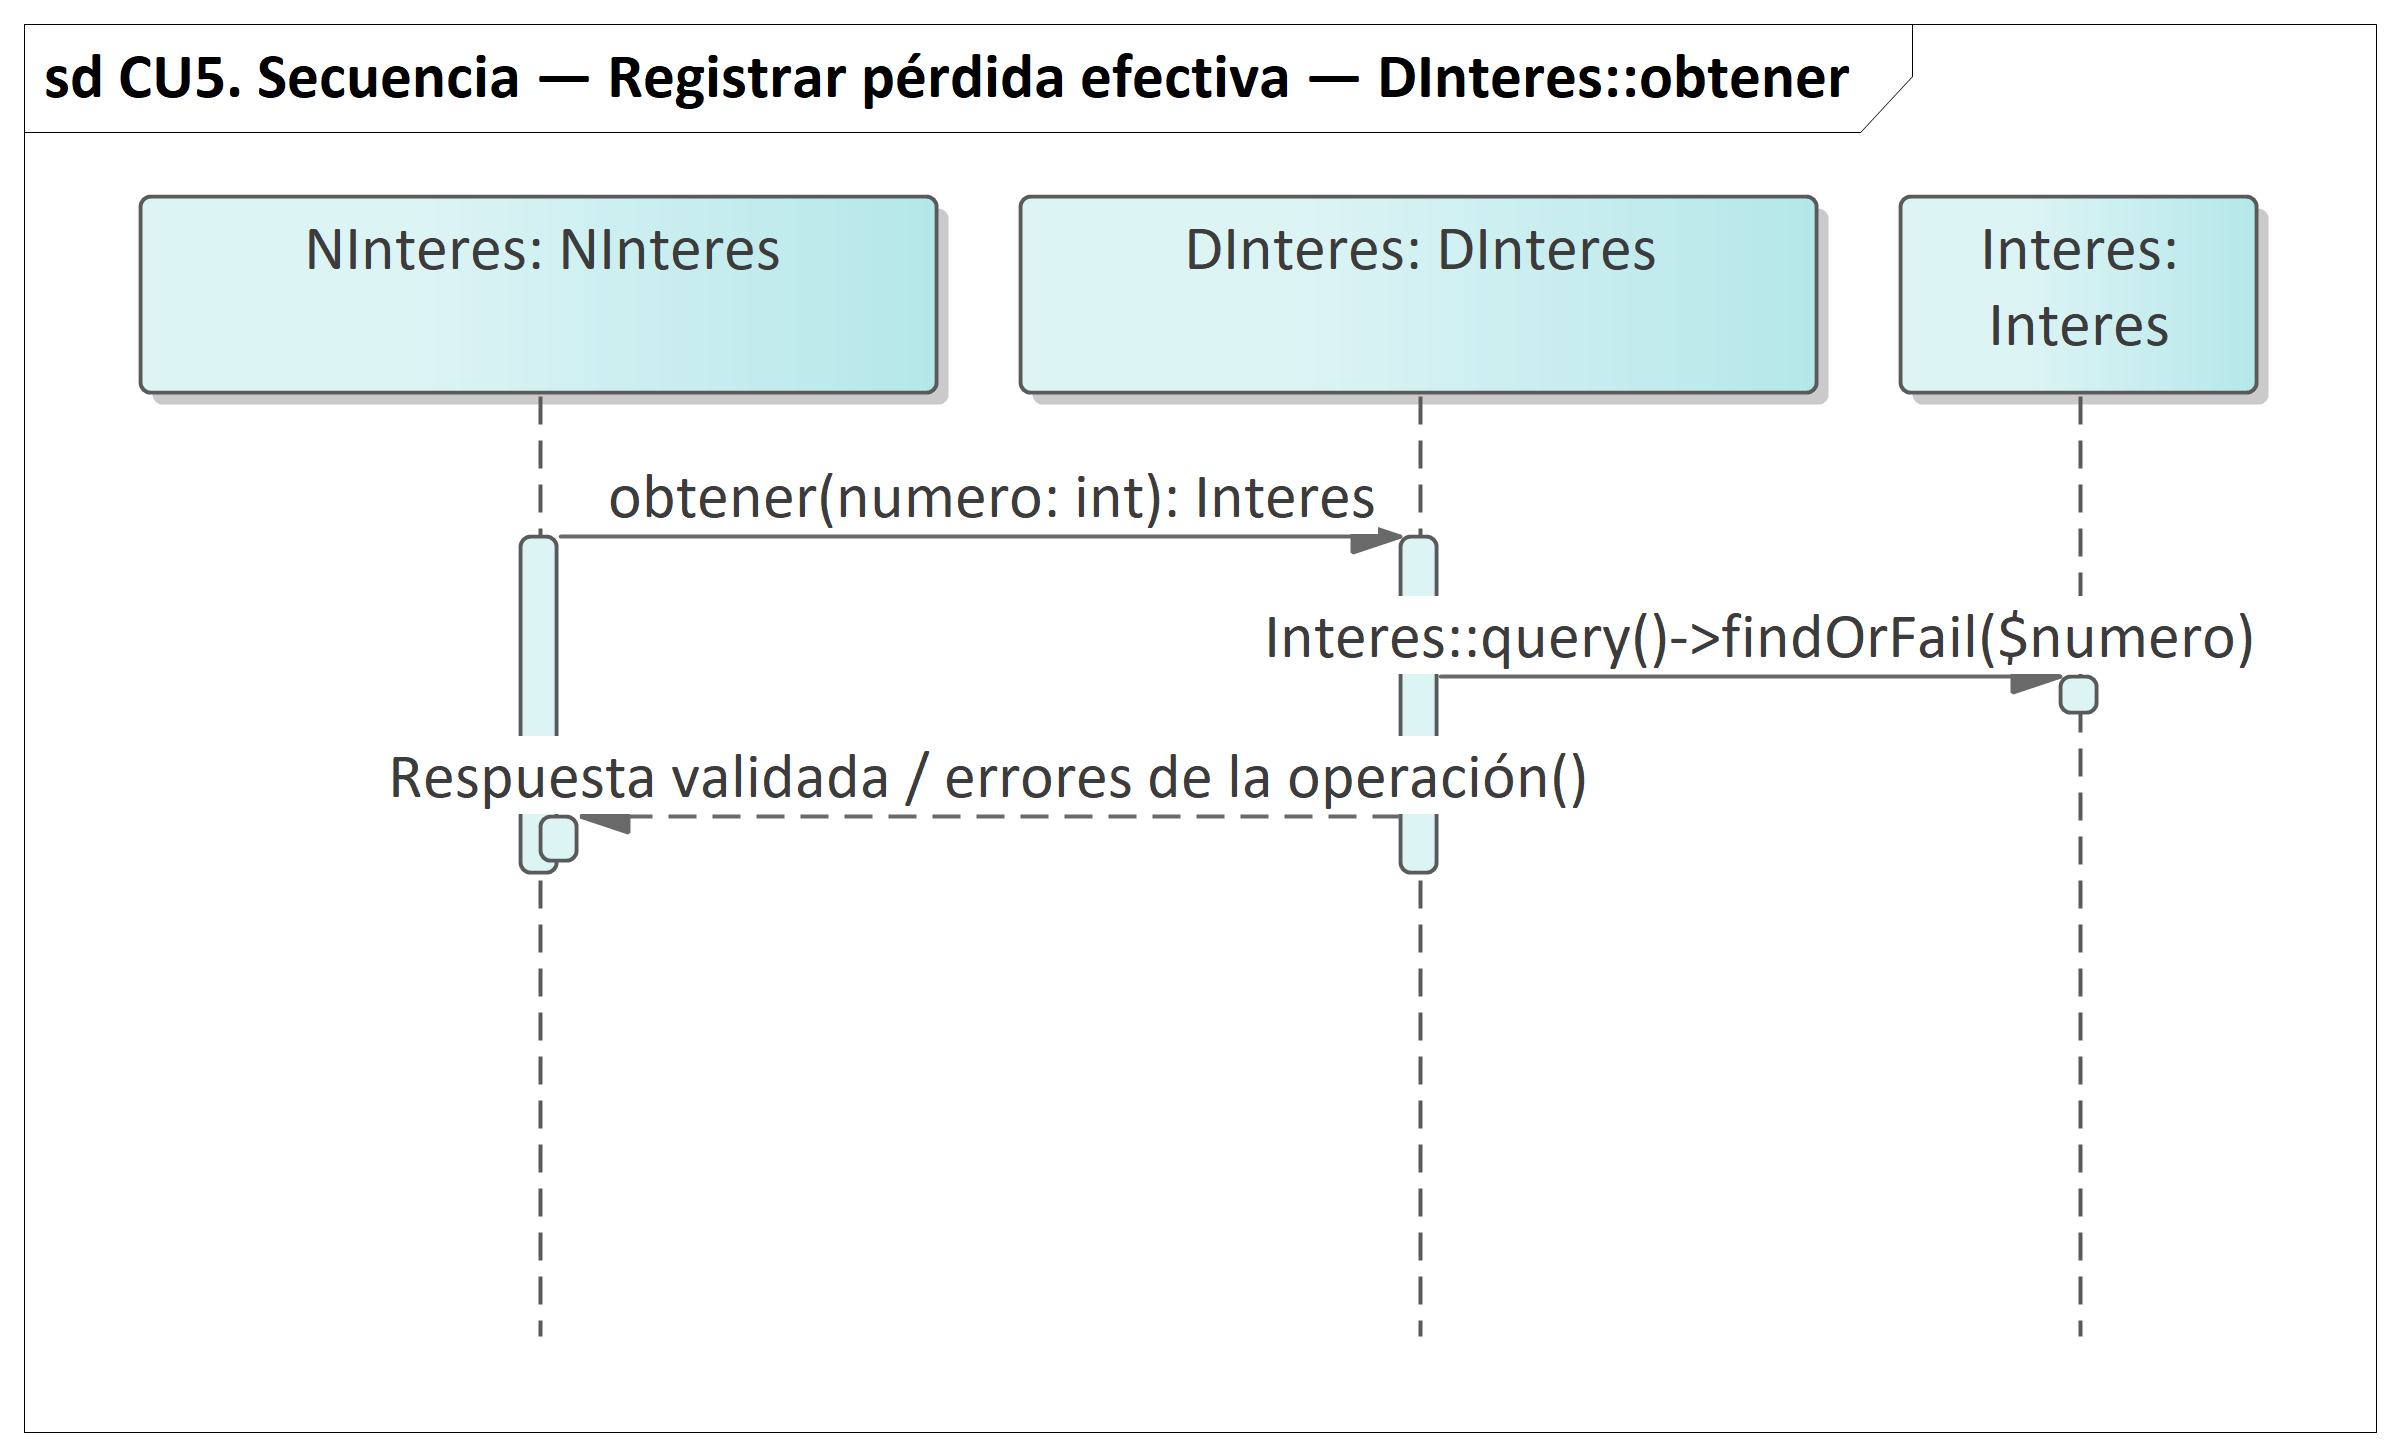 sd CU5. Secuencia — Registrar pérdida efectiva — DInteres::obtener
NInteres: NInteres
DInteres: DInteres
Interes:
Interes
obtener(numero: int): Interes
Interes::query()->findOrFail($numero)
Respuesta validada / errores de la operación()